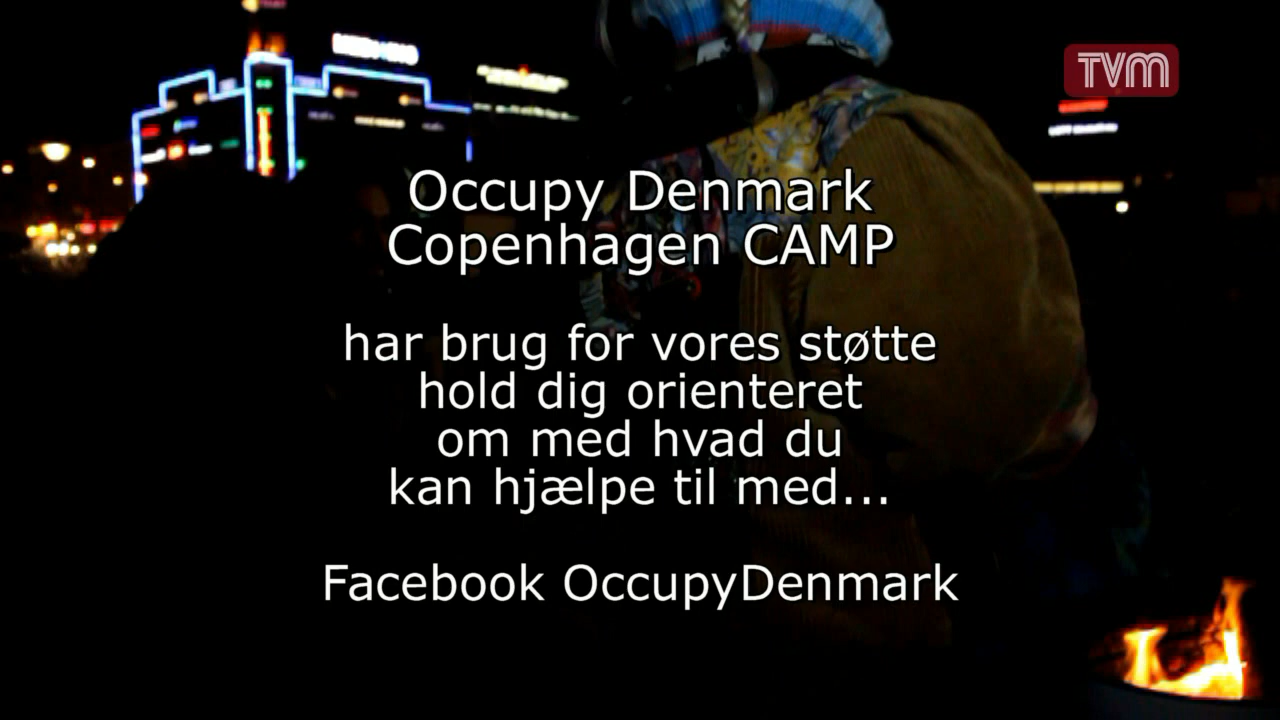 TVM
Occupy Denmark
Copenhagen CAMP
har brug for vores støtte
hold dig orienteret
om med hvad du
kan hjælpe til med...
Facebook OccupyDenmark